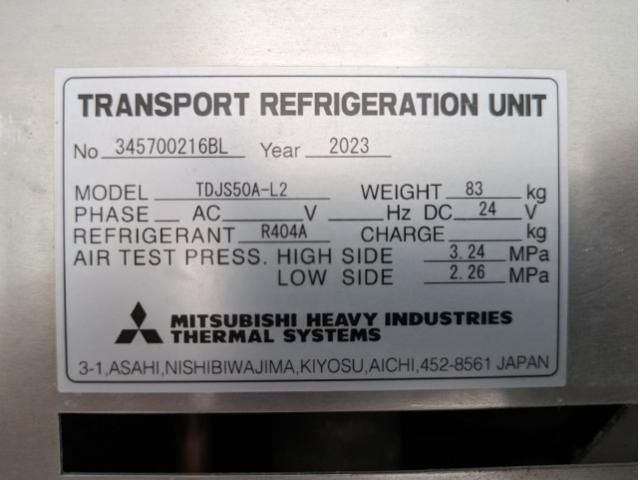 TRANSPORT REFRIGERATION UNIT
No 345700216BL Year 2023
MODEL TDJS50A-L2 WEIGHT 83 kg
PHASE AC V Hz DC 24 V
REFRIGERANT R404A CHARGE kg
AIR TEST PRESS. HIGH SIDE 3.24 MPa
LOW SIDE 2.26 MPa
MITSUBISHI HEAVY INDUSTRIES
THERMAL SYSTEMS
3-1,ASAHI,NISHIBIWAJIMA,KIYOSU,AICHI,452-8561 JAPAN